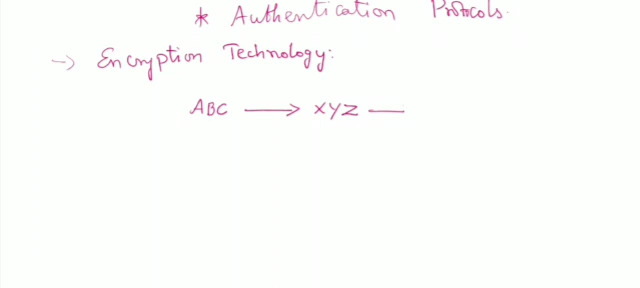 * Authentication Protocols.
→ Encryption Technology:
ABC ⟶ XYZ —